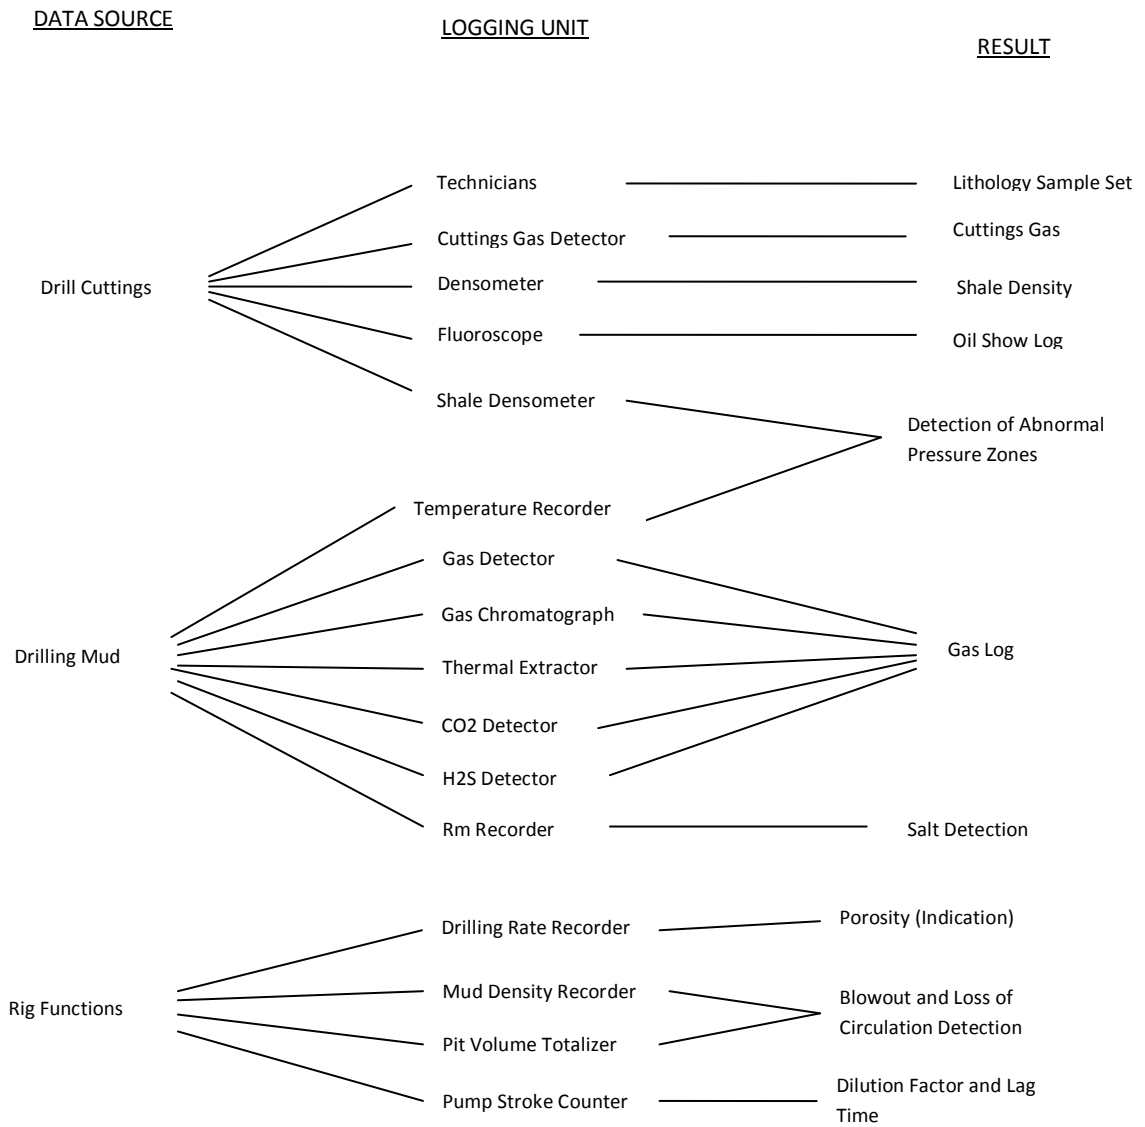 DATA SOURCE
LOGGING UNIT
RESULT
Technicians
Lithology Sample Set
Cuttings Gas Detector
Cuttings Gas
Drill Cuttings
Densometer
Shale Density
Fluoroscope
Oil Show Log
Shale Densometer
Detection of Abnormal
Pressure Zones
Temperature Recorder
Gas Detector
Gas Chromatograph
Drilling Mud
Thermal Extractor
Gas Log
CO2 Detector
H2S Detector
Rm Recorder
Salt Detection
Drilling Rate Recorder
Porosity (Indication)
Rig Functions
Mud Density Recorder
Blowout and Loss of
Circulation Detection
Pit Volume Totalizer
Pump Stroke Counter
Dilution Factor and Lag
Time